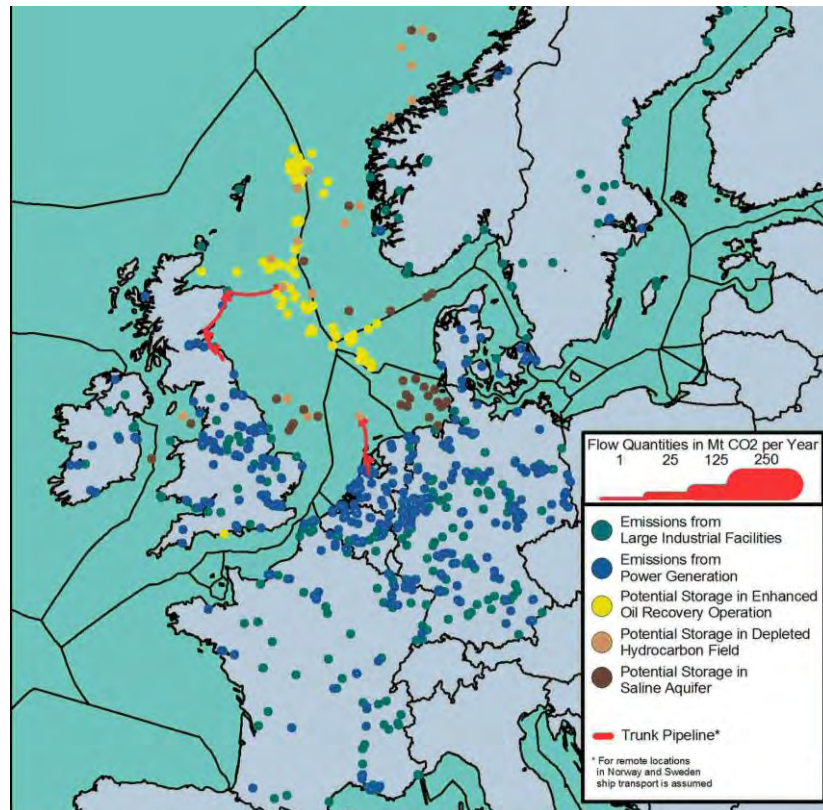 Flow Quantities in Mt CO2 per Year
1 25 125 250
Emissions from
Large Industrial Facilities
Emissions from
Power Generation
Potential Storage in Enhanced
Oil Recovery Operation
Potential Storage in Depleted
Hydrocarbon Field
Potential Storage in
Saline Aquifer
Trunk Pipeline*
* For remote locations
in Norway and Sweden
ship transport is assumed